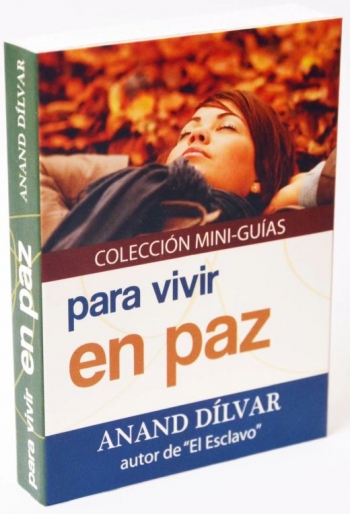 COLECCIÓN MINI-GUÍAS
para vivir
en paz
ANAND DÍLVAR
autor de "El Esclavo"
para vivir en paz
ANAND DÍLVAR